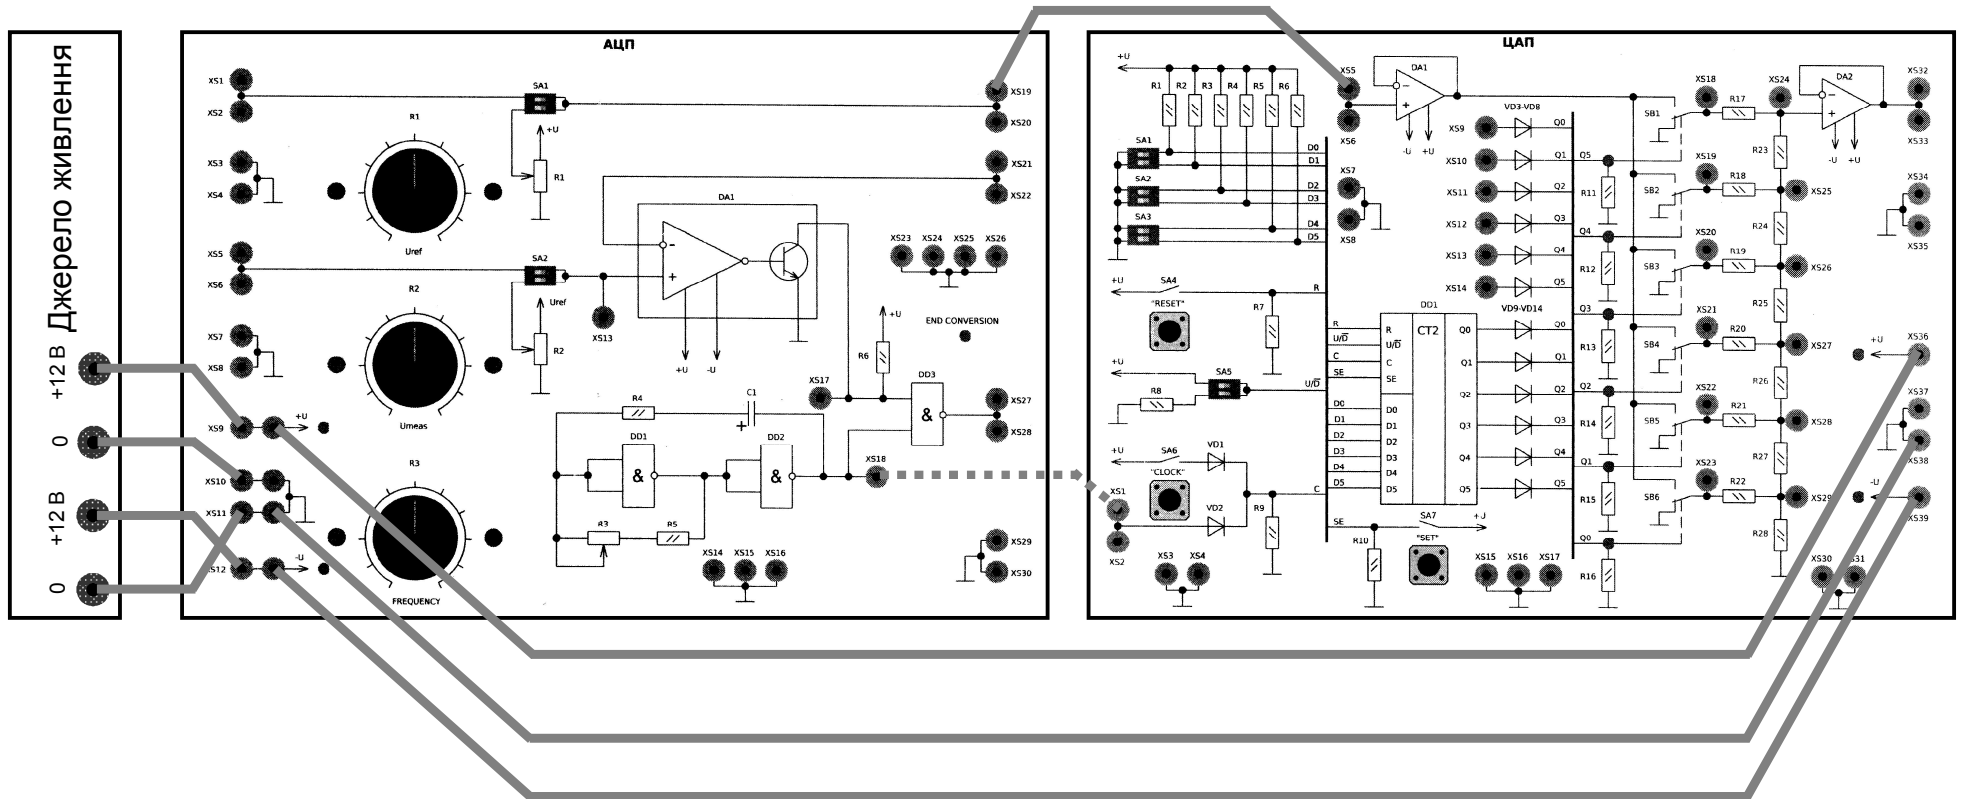 Джерело живлення
+12 В
0
+12 В
0
АЦП
XS1
XS2
XS3
XS4
XS5
XS6
XS7
XS8
XS9
+U
XS10
XS11
XS12
-U
R1
Uref
R2
Umeas
R3
FREQUENCY
SA1
+U
R1
SA2
Uref
R2
XS13
DA1
+U
-U
XS19
XS20
XS21
XS22
XS23
XS24
XS25
XS26
END CONVERSION
+U
R6
XS17
DD3
&
XS27
XS28
R4
C1
+
DD1
&
DD2
&
XS18
R3
R5
XS14
XS15
XS16
XS29
XS30
ЦАП
+U
R1
R2
R3
R4
R5
R6
SA1
SA2
SA3
D0
D1
D2
D3
D4
D5
XS5
XS6
XS7
XS8
DA1
-U
+U
+U
SA4
"RESET"
R7
R
+U
SA5
R8
U/D
+U
SA6
"CLOCK"
VD1
VD2
R9
C
XS1
XS2
XS3
XS4
SE
R10
SA7
"SET"
+U
XS15
XS16
XS17
R
U/D
C
SE
D0
D1
D2
D3
D4
D5
DD1
CT2
R
U/D
C
SE
D0
D1
D2
D3
D4
D5
Q0
Q1
Q2
Q3
Q4
Q5
VD3-VD8
XS9
Q0
XS10
Q1
XS11
Q2
XS12
Q3
XS13
Q4
XS14
Q5
VD9-VD14
Q0
Q1
Q2
Q3
Q4
Q5
Q5
R11
Q4
R12
Q3
R13
Q2
R14
Q1
R15
Q0
R16
SB1
SB2
SB3
SB4
SB5
SB6
XS18
R17
XS19
R18
XS20
R19
XS21
R20
XS22
R21
XS23
R22
XS24
R23
XS25
R24
XS26
R25
XS27
R26
XS28
R27
XS29
R28
DA2
-U
+U
XS32
XS33
XS34
XS35
+U
XS36
XS37
XS38
-U
XS39
XS30